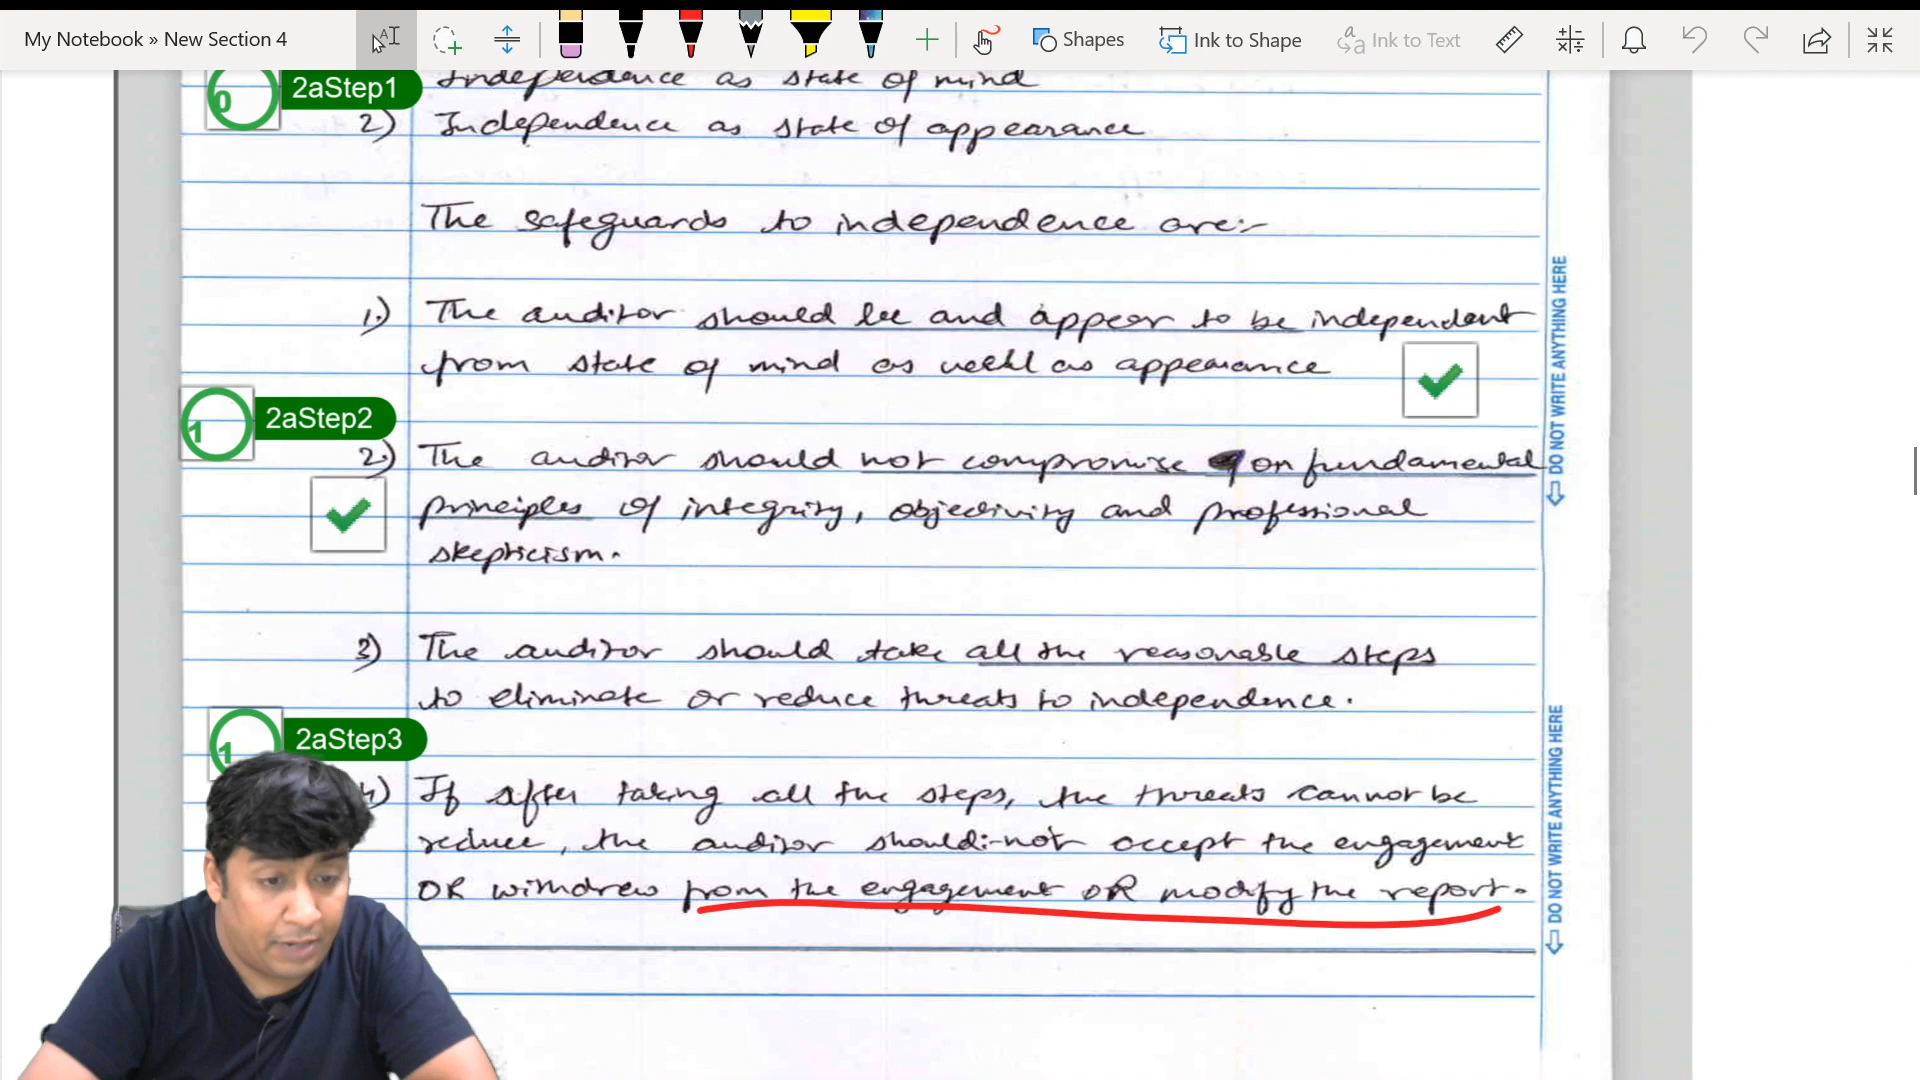 My Notebook » New Section 4
Shapes
Ink to Shape
Ink to Text
0
2aStep1
Independence as state of mind
2) Independence as state of appearance
The safeguards to independence are:-
1.) The auditor should be and appear to be independent
from state of mind as well as appearance
1
2aStep2
2.) The auditor should not compromise on fundamental
principles of integrity, objectivity and professional
skepticism.
3) The auditor should take all the reasonable steps
to eliminate or reduce threats to independence.
1
2aStep3
4) If after taking all the steps, the threats cannot be
reduce, the auditor should:-not accept the engagement
OR withdrew from the engagement OR modify the report.
DO NOT WRITE ANYTHING HERE
DO NOT WRITE ANYTHING HERE